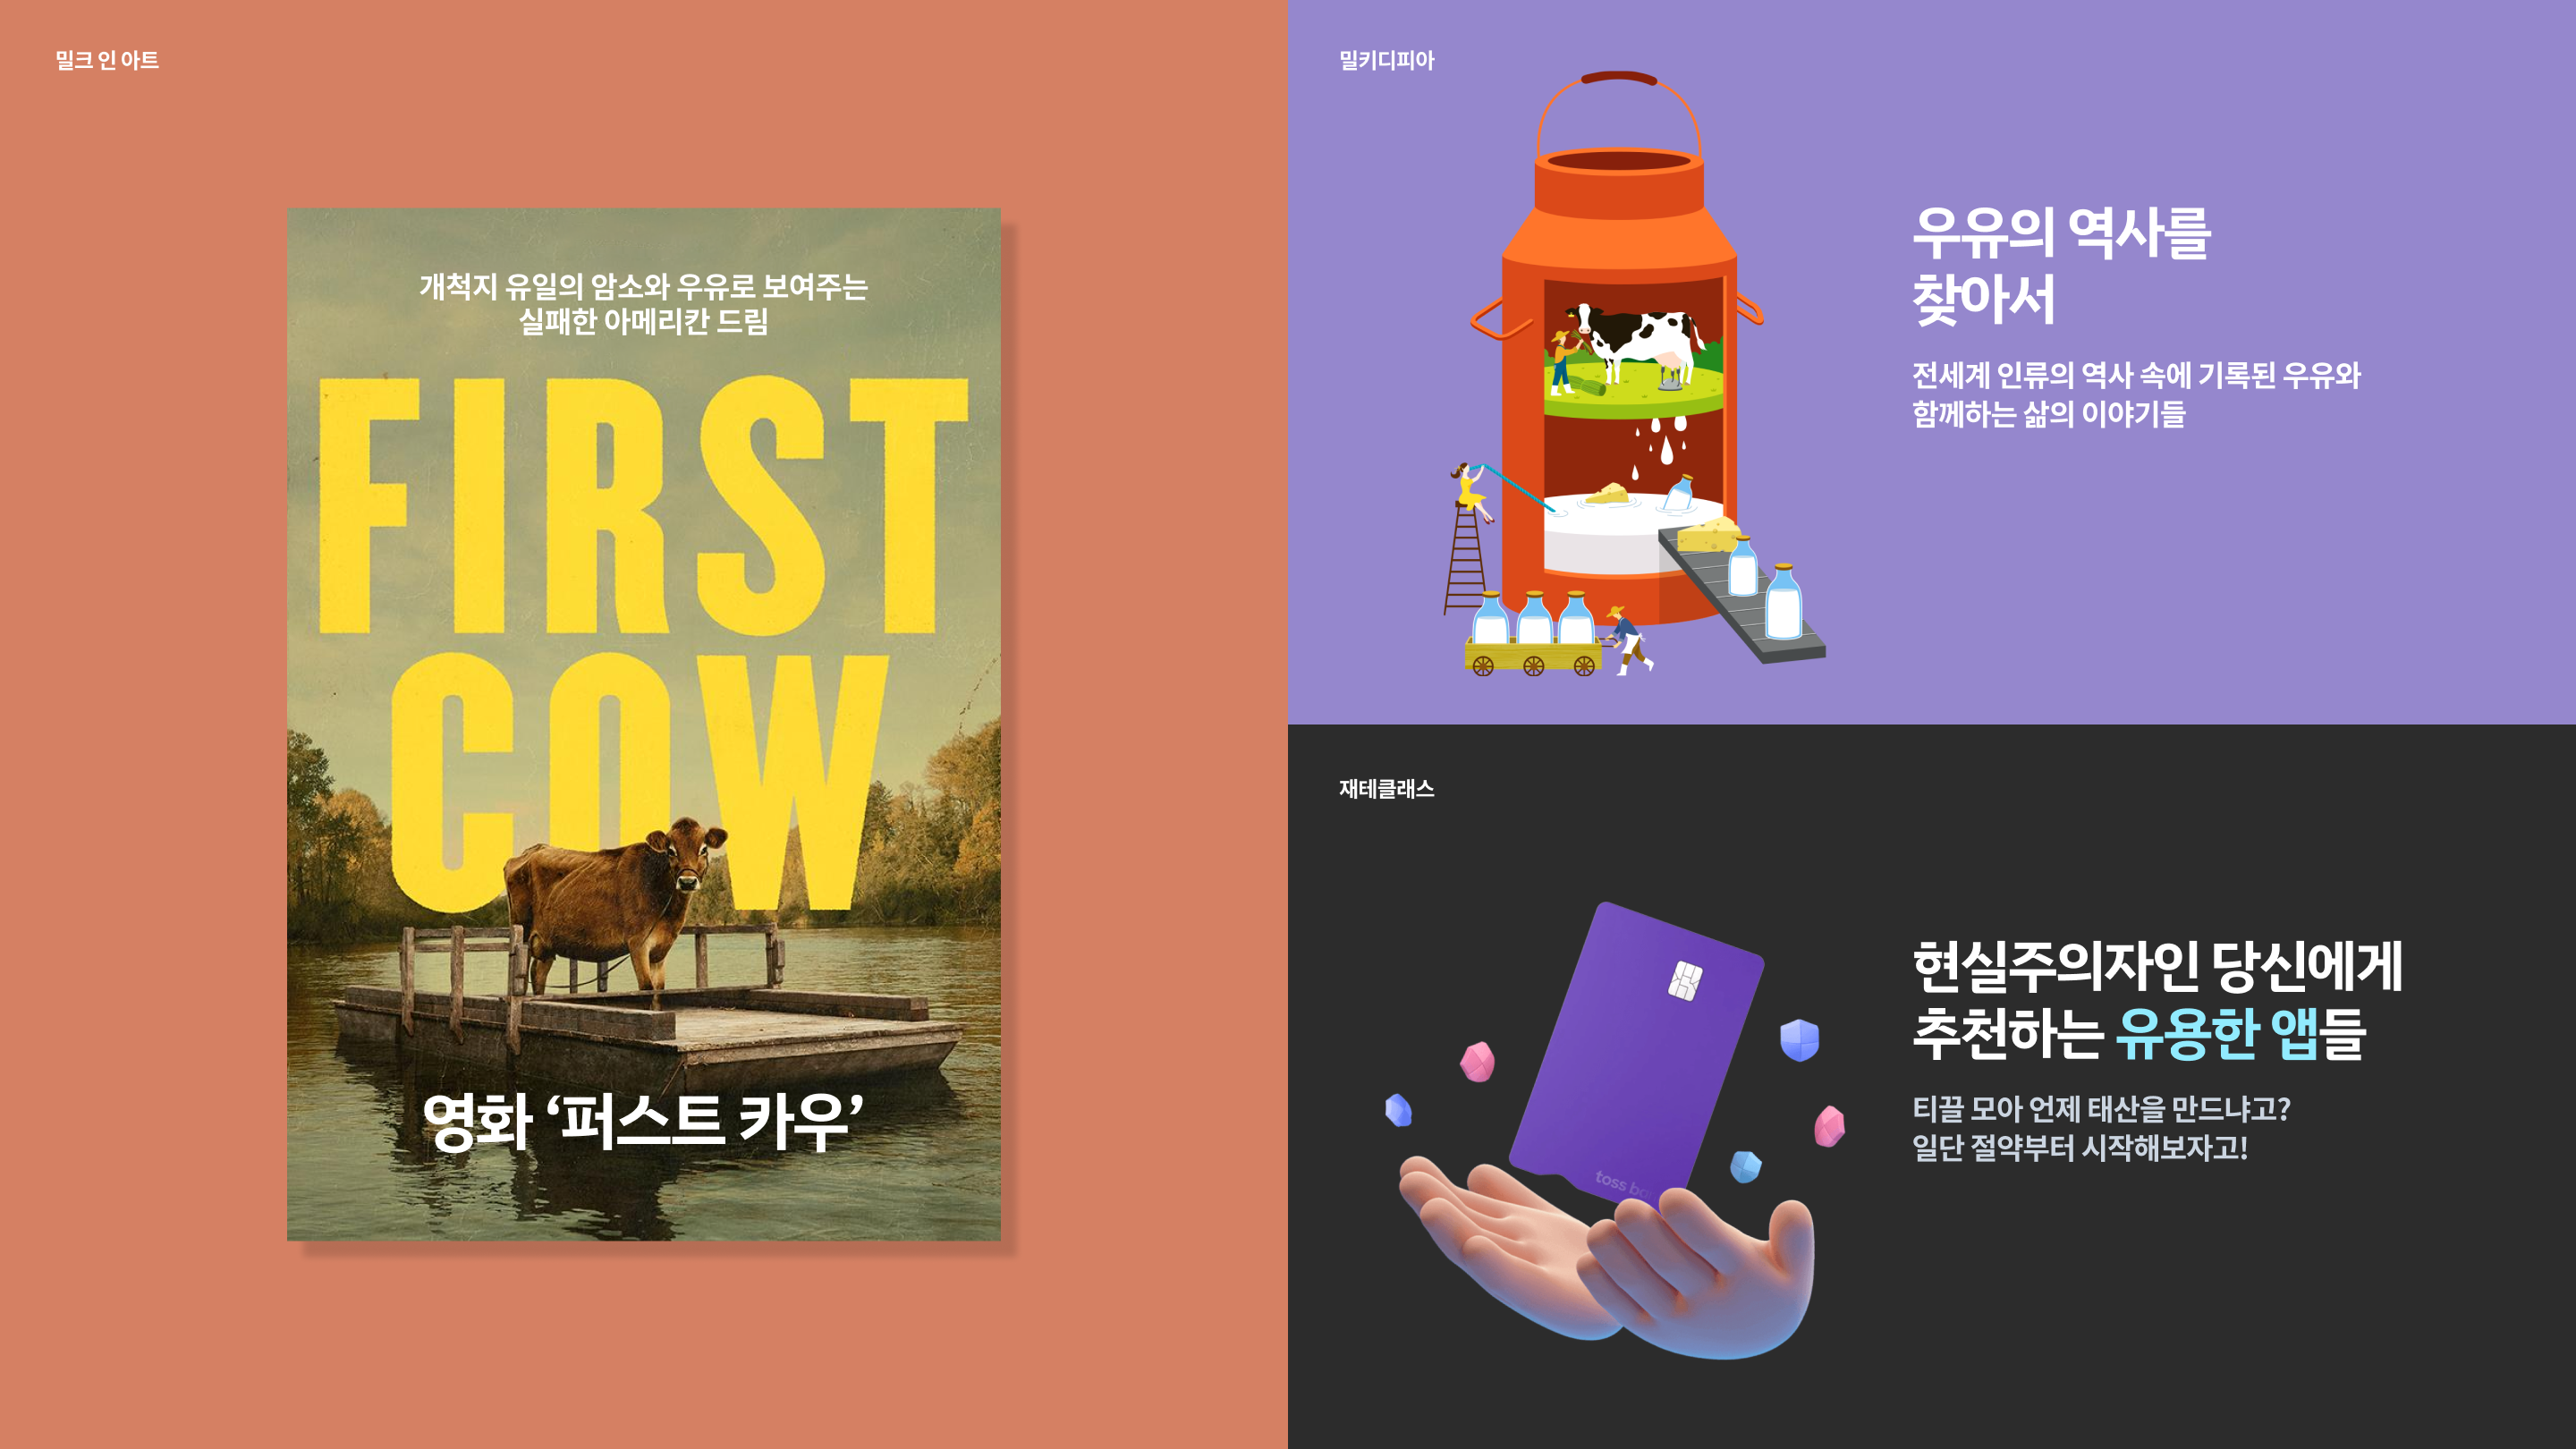 밀크 인 아트
개척지 유일의 암소와 우유로 보여주는
실패한 아메리칸 드림
FIRST
COW
영화 ‘퍼스트 카우’
밀키디피아
우유의 역사를
찾아서
전세계 인류의 역사 속에 기록된 우유와
함께하는 삶의 이야기들
재테클래스
현실주의자인 당신에게
추천하는 유용한 앱들
티끌 모아 언제 태산을 만드냐고?
일단 절약부터 시작해보자고!
toss